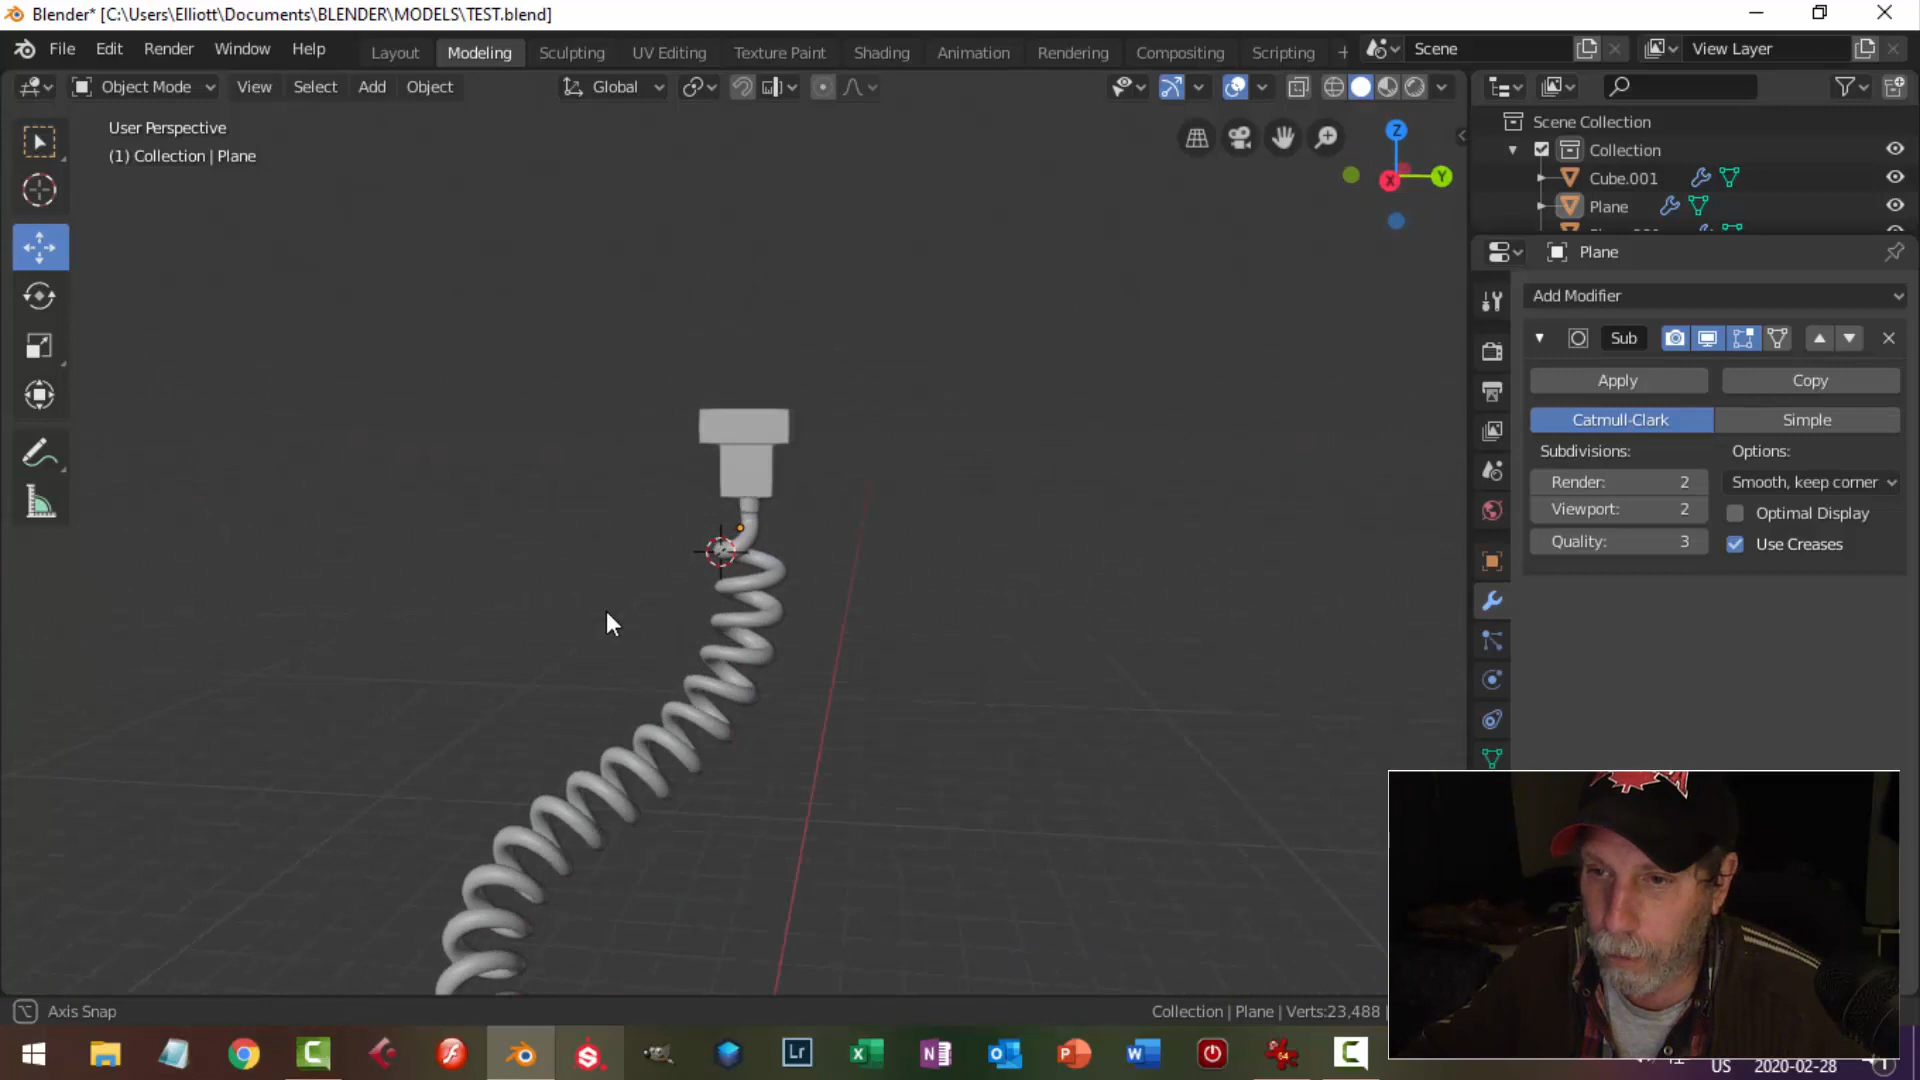 Blender* [C:\Users\Elliott\Documents\BLENDER\MODELS\TEST.blend]
File Edit Render Window Help Layout Modeling Sculpting UV Editing Texture Paint Shading Animation Rendering Compositing Scripting + Scene View Layer
Object Mode View Select Add Object Global
User Perspective
(1) Collection | Plane
Z
Y
X
Scene Collection
Collection
Cube.001
Plane
Plane
Add Modifier
Sub
Apply Copy
Catmull-Clark Simple
Subdivisions: Options:
Render: 2 Smooth, keep corner
Viewport: 2 Optimal Display
Quality: 3 Use Creases
Axis Snap
Collection | Plane | Verts:23,488 |
Lr
US 2020-02-28